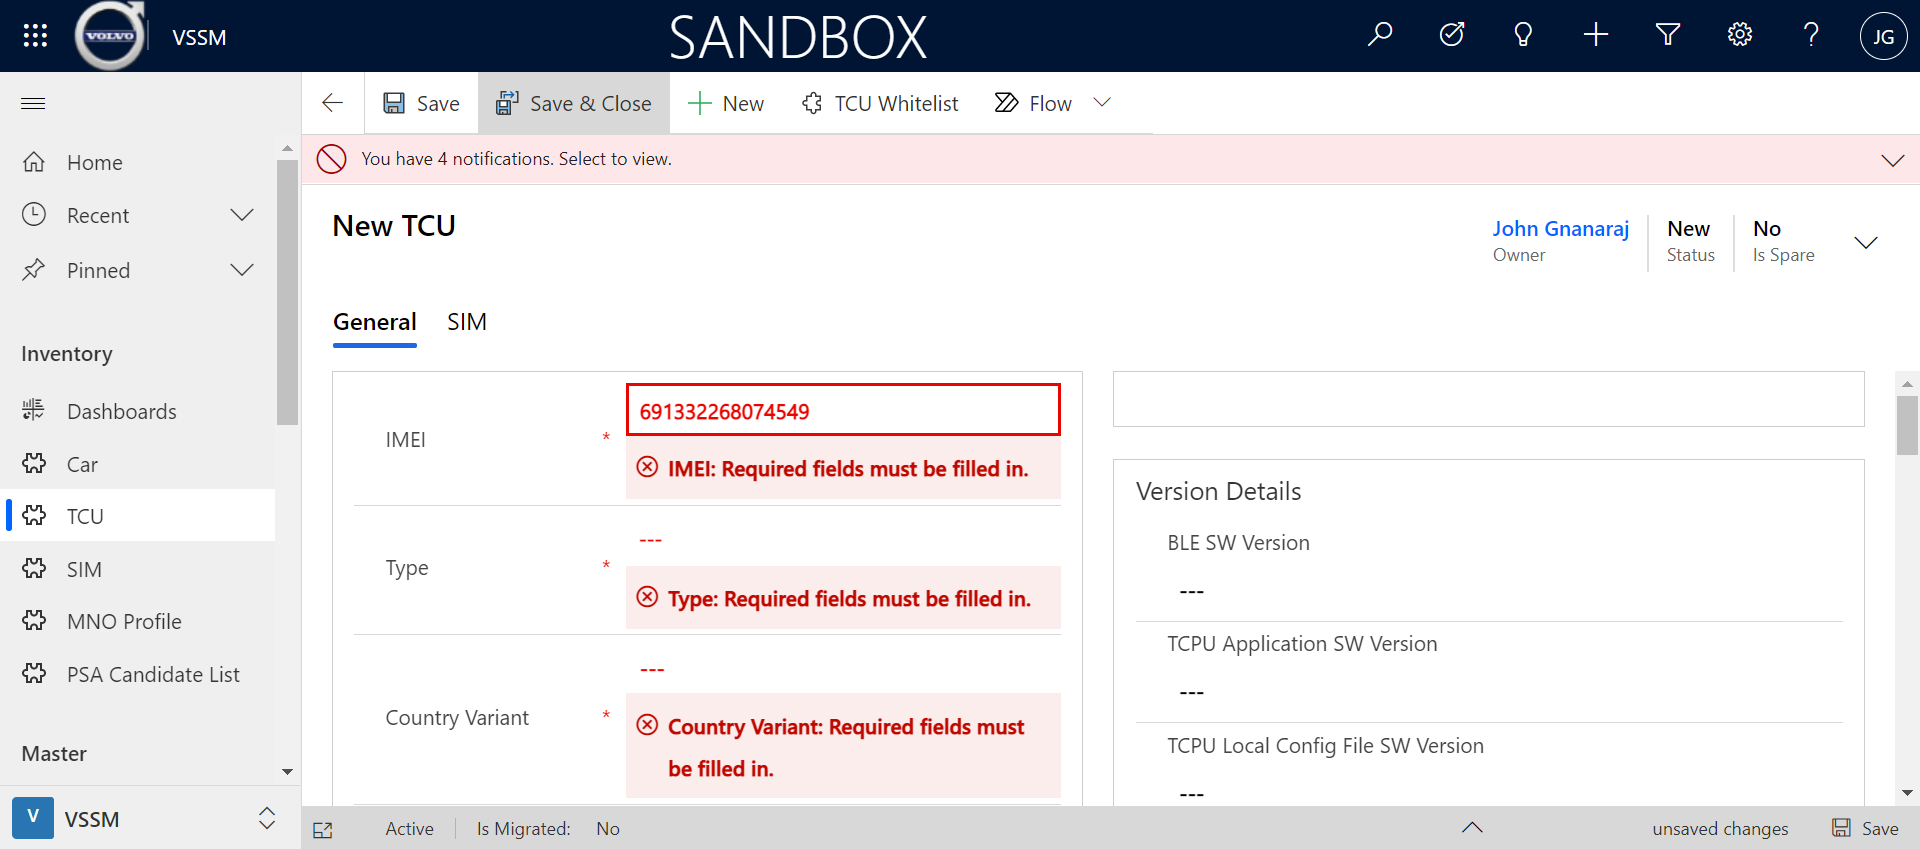 VOLVO
VSSM
SANDBOX
JG
Save
Save & Close
New
TCU Whitelist
Flow
You have 4 notifications. Select to view.
Home
Recent
Pinned
Inventory
Dashboards
Car
TCU
SIM
MNO Profile
PSA Candidate List
Master
V
VSSM
New TCU
John Gnanaraj
Owner
New
Status
No
Is Spare
General
SIM
IMEI
*
691332268074549
IMEI: Required fields must be filled in.
Type
*
---
Type: Required fields must be filled in.
Country Variant
*
---
Country Variant: Required fields must
be filled in.
Version Details
BLE SW Version
---
TCPU Application SW Version
---
TCPU Local Config File SW Version
---
Active
Is Migrated:
No
unsaved changes
Save